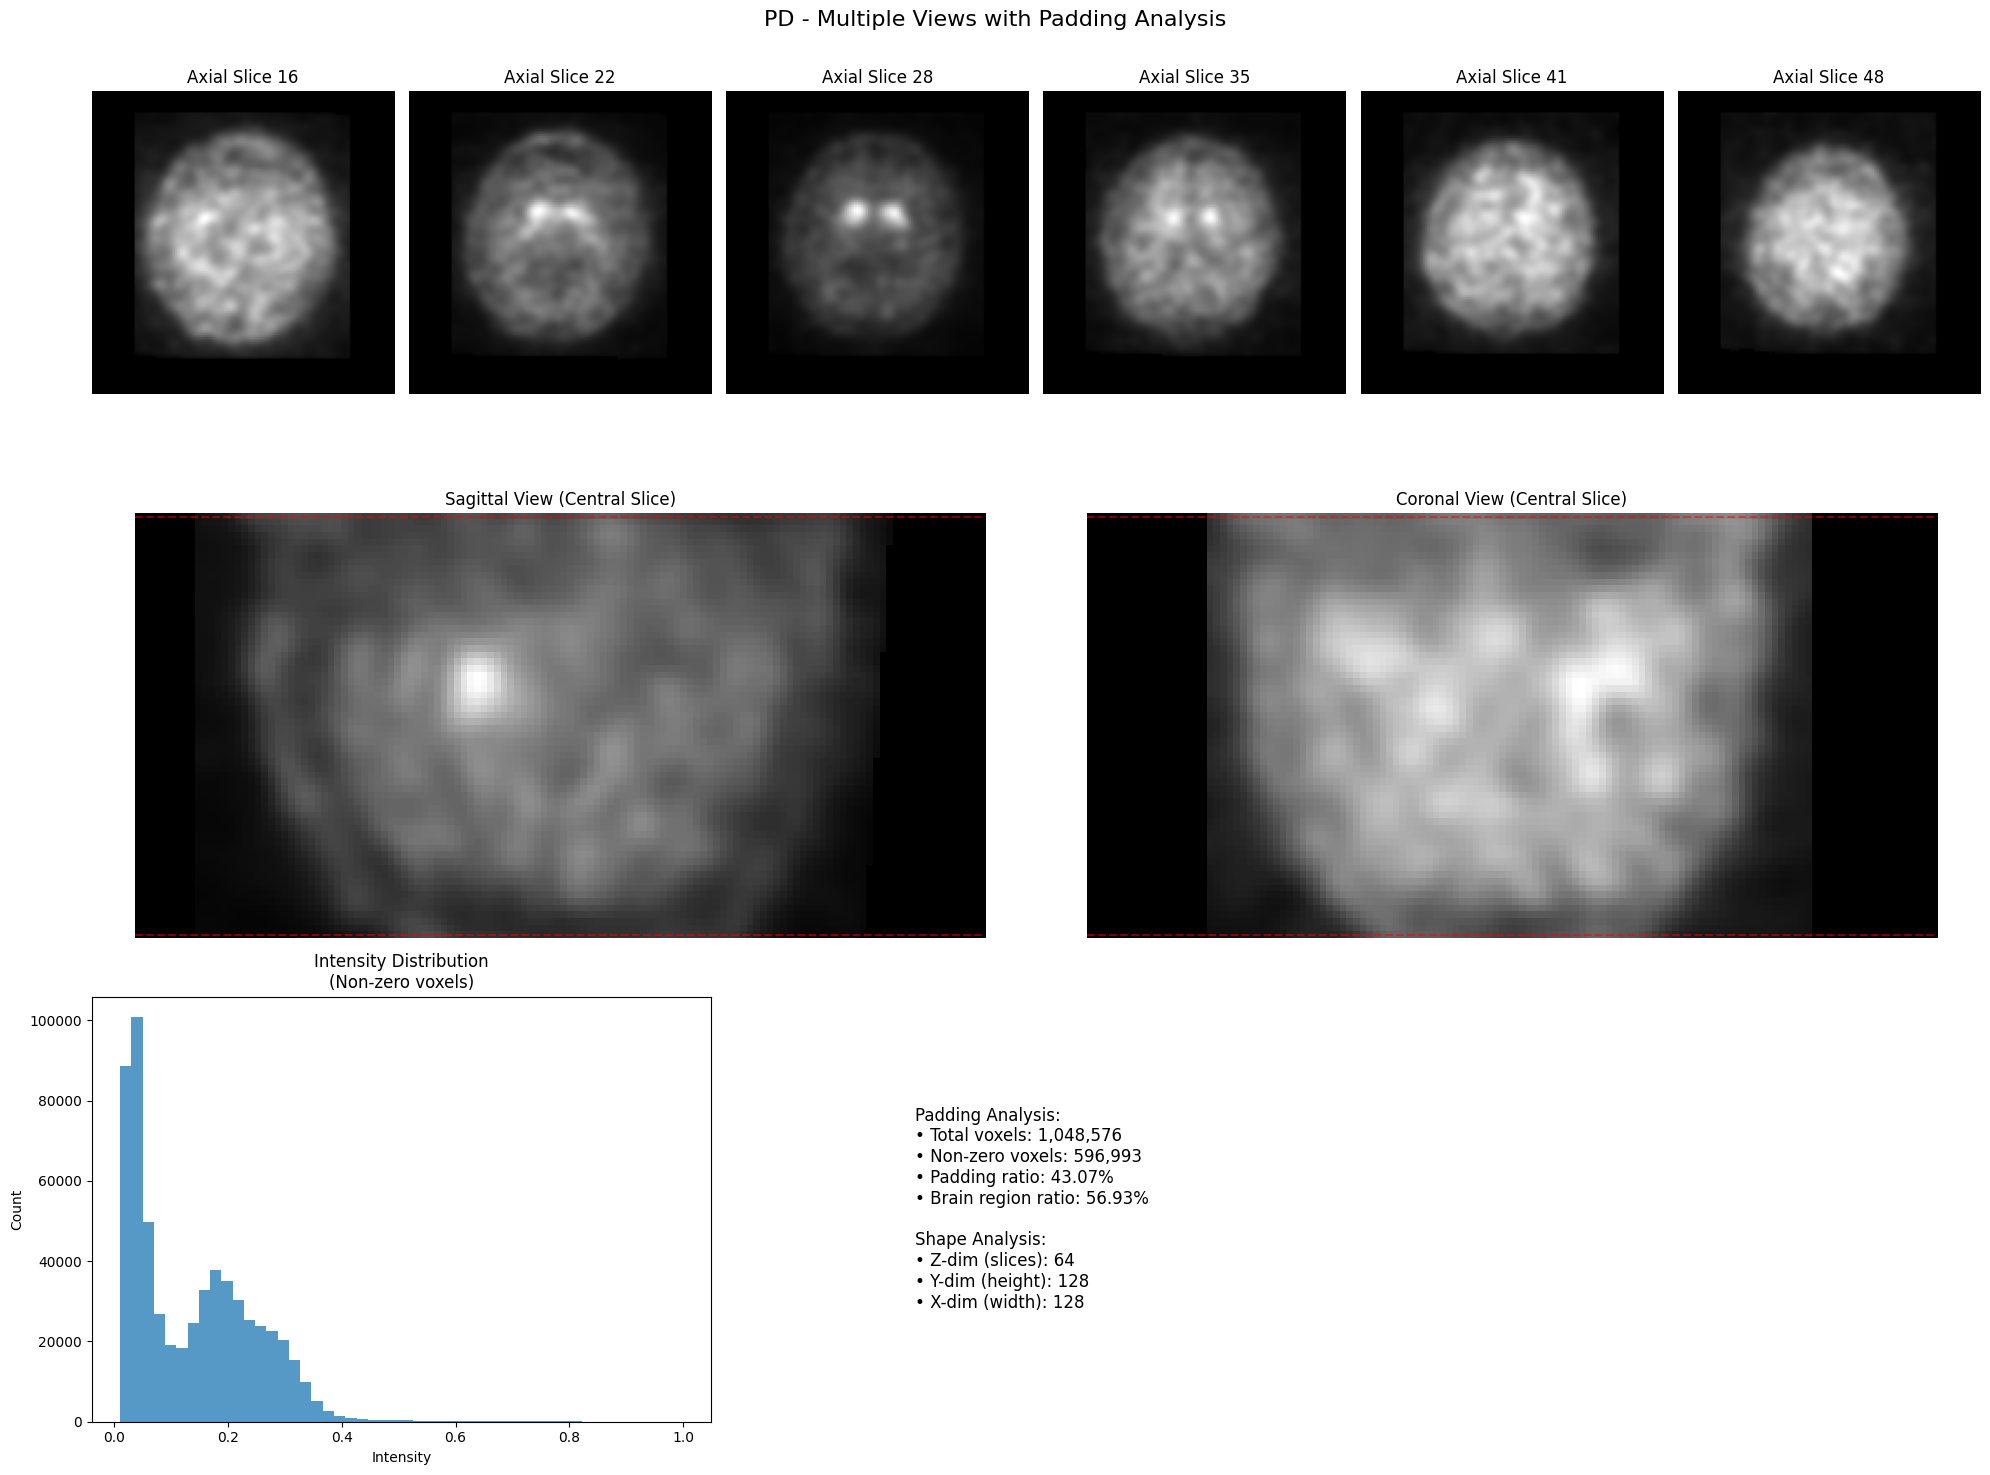 PD - Multiple Views with Padding Analysis
Axial Slice 16
Axial Slice 22
Axial Slice 28
Axial Slice 35
Axial Slice 41
Axial Slice 48
Sagittal View (Central Slice)
Coronal View (Central Slice)
Intensity Distribution
(Non-zero voxels)
100000
80000
60000
40000
20000
0
Count
0.0
0.2
0.4
0.6
0.8
1.0
Intensity
Padding Analysis:
• Total voxels: 1,048,576
• Non-zero voxels: 596,993
• Padding ratio: 43.07%
• Brain region ratio: 56.93%
Shape Analysis:
• Z-dim (slices): 64
• Y-dim (height): 128
• X-dim (width): 128